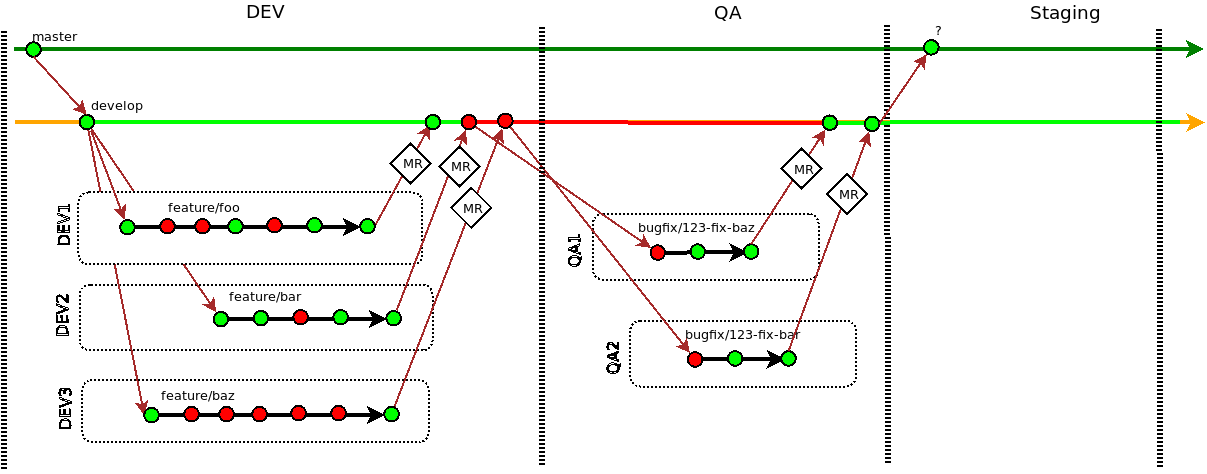 DEV
QA
Staging
master
?
develop
MR
MR
MR
MR
MR
DEV1
feature/foo
DEV2
feature/bar
DEV3
feature/baz
QA1
bugfix/123-fix-baz
QA2
bugfix/123-fix-bar